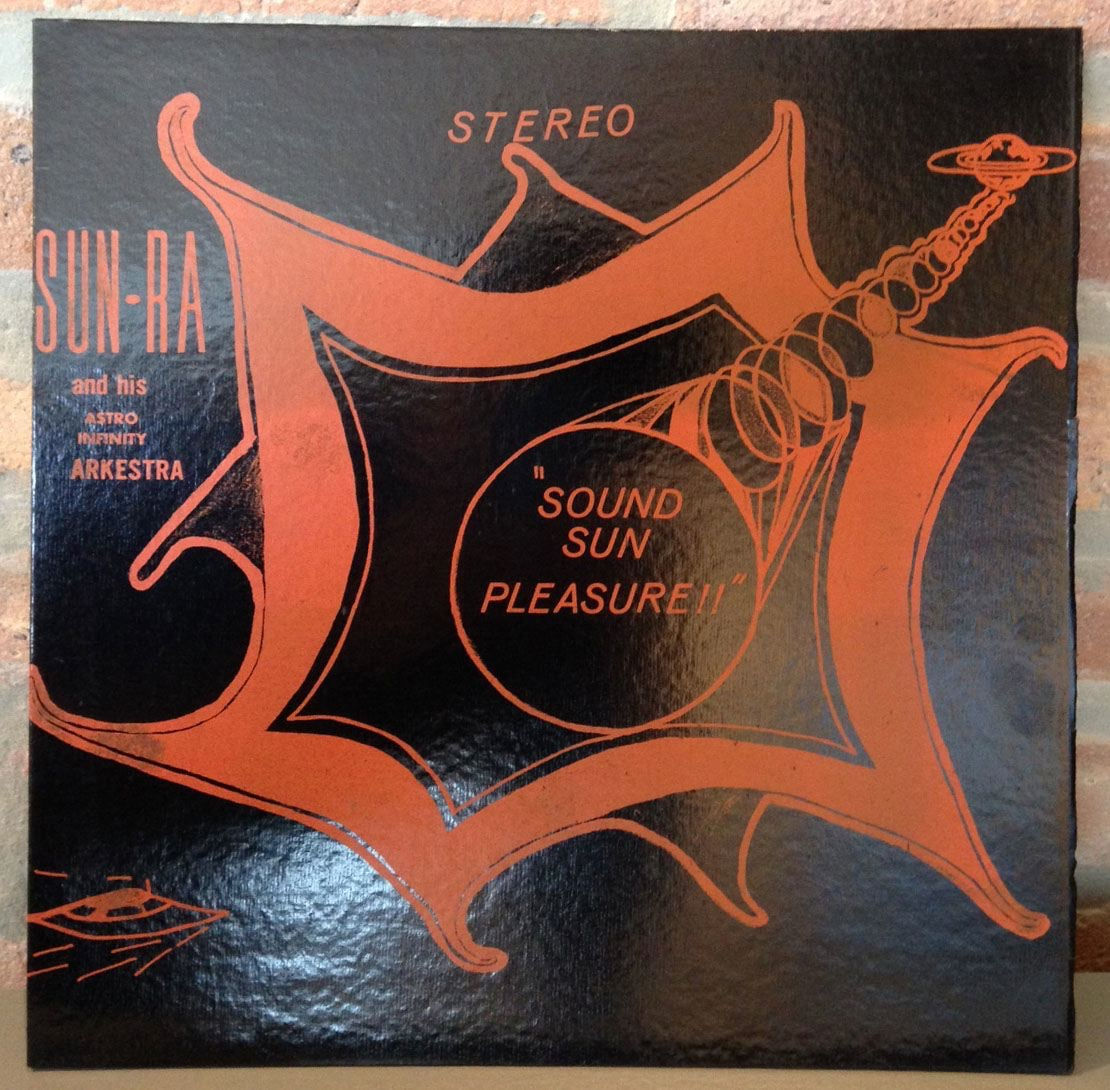 STEREO
SUN-RA
and his
ASTRO
INFINITY
ARKESTRA
"SOUND
SUN
PLEASURE!!"